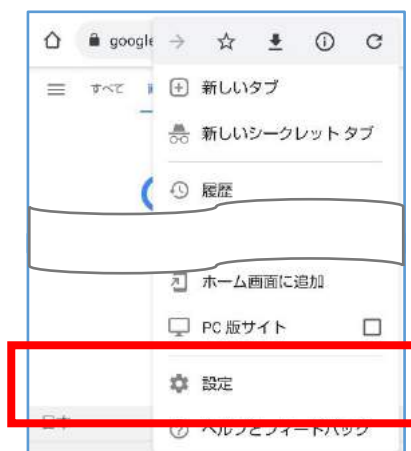 google
すべて
新しいタブ
新しいシークレット タブ
履歴
ホーム画面に追加
PC 版サイト
設定
ヘルプとフィードバック